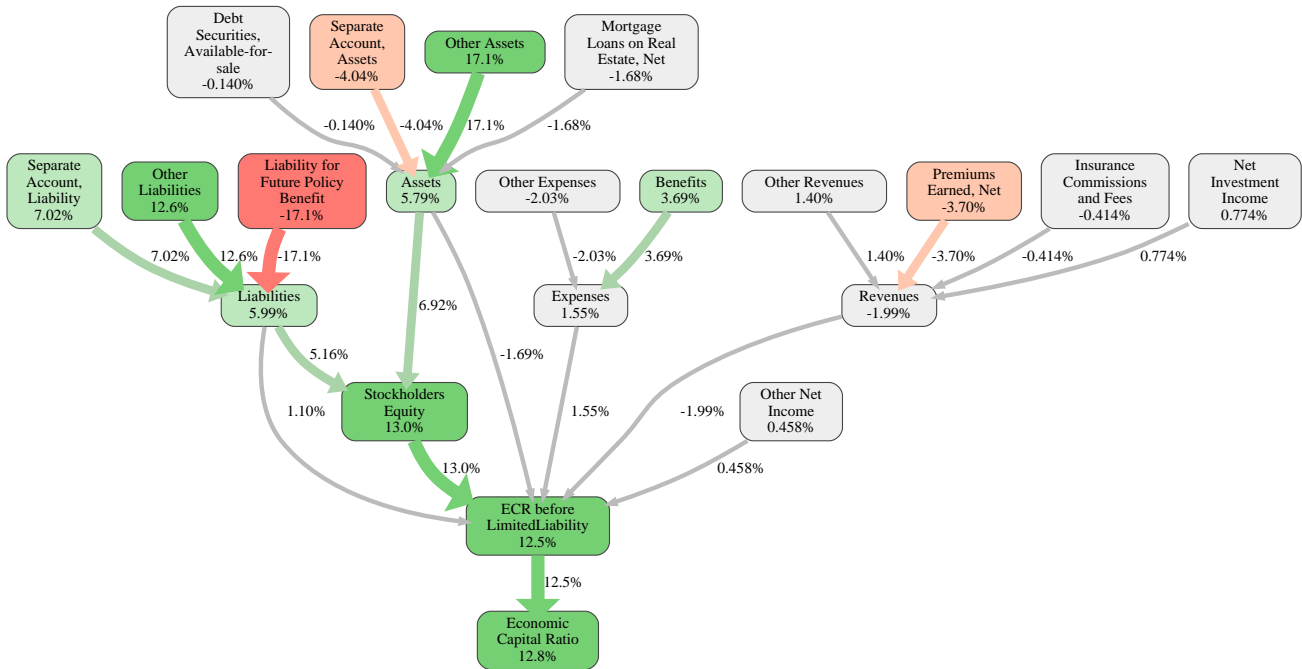 Debt
Securities,
Available-for-
sale
-0.140%
Separate
Account,
Assets
-4.04%
Other Assets
17.1%
Mortgage
Loans on Real
Estate, Net
-1.68%
-0.140%
-4.04%
17.1%
-1.68%
Separate
Account,
Liability
7.02%
Other
Liabilities
12.6%
Liability for
Future Policy
Benefit
-17.1%
Assets
5.79%
Other Expenses
-2.03%
Benefits
3.69%
Other Revenues
1.40%
Premiums
Earned, Net
-3.70%
Insurance
Commissions
and Fees
-0.414%
Net
Investment
Income
0.774%
7.02%
12.6%
-17.1%
-2.03%
3.69%
1.40%
-3.70%
-0.414%
0.774%
Liabilities
5.99%
6.92%
Expenses
1.55%
Revenues
-1.99%
5.16%
-1.69%
1.10%
Stockholders
Equity
13.0%
1.55%
-1.99%
Other Net
Income
0.458%
13.0%
0.458%
ECR before
LimitedLiability
12.5%
12.5%
Economic
Capital Ratio
12.8%